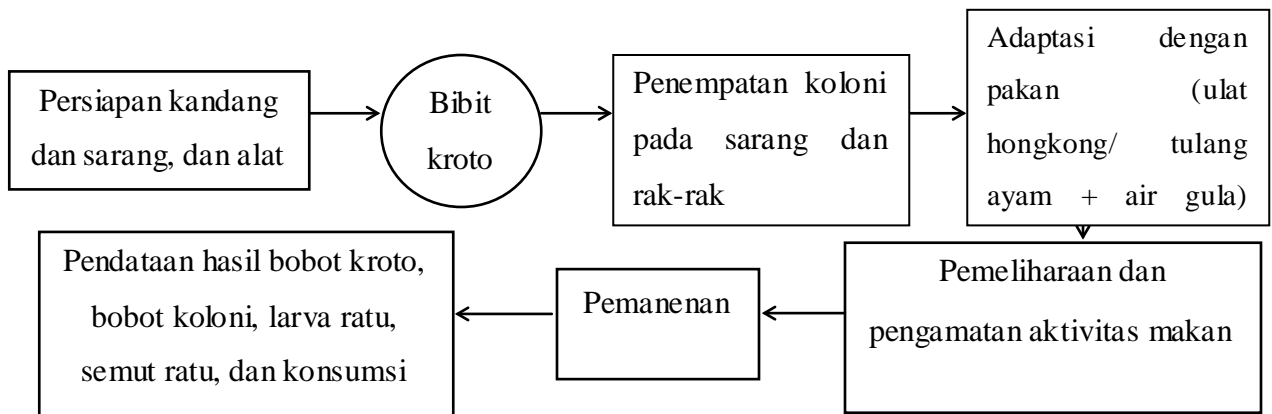 Persiapan kandang
dan sarang, dan alat
Bibit
kroto
Penempatan koloni
pada sarang dan
rak-rak
Adaptasi dengan
pakan (ulat
hongkong/ tulang
ayam + air gula)
Pemeliharaan dan
pengamatan aktivitas makan
Pemanenan
Pendataan hasil bobot kroto,
bobot koloni, larva ratu,
semut ratu, dan konsumsi